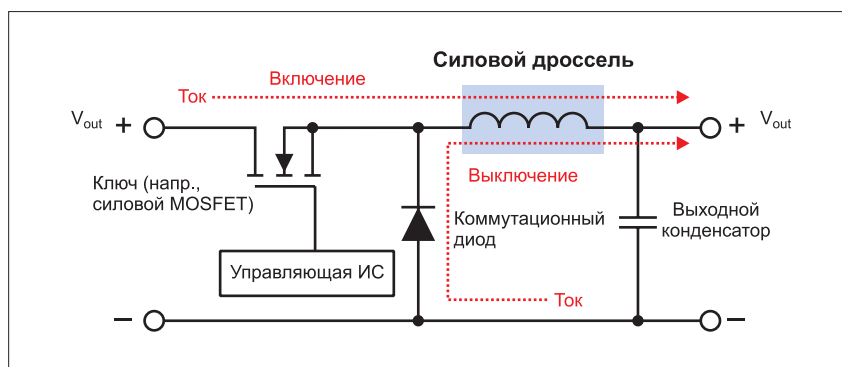 Силовой дроссель
Включение
Ток
V out + + V out
Выключение
Ключ (напр.,
силовой MOSFET)
Коммутационный
диод
Выходной
конденсатор
Управляющая ИС
Ток
– –